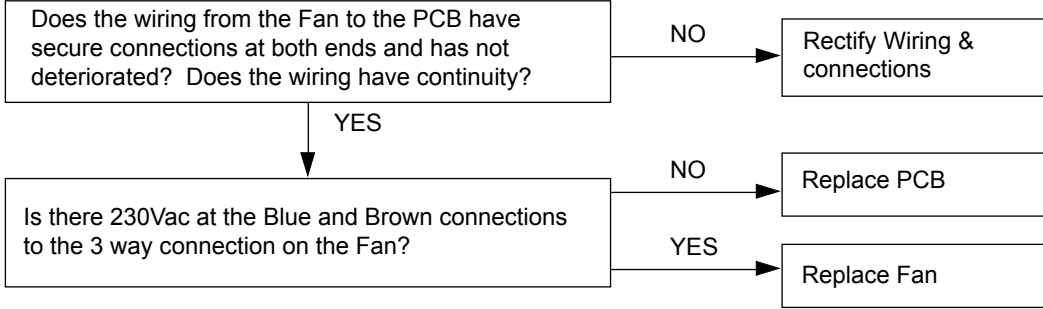 Does the wiring from the Fan to the PCB have
secure connections at both ends and has not
deteriorated?  Does the wiring have continuity?
NO
Rectify Wiring &
connections
YES
Is there 230Vac at the Blue and Brown connections
to the 3 way connection on the Fan?
NO
Replace PCB
YES
Replace Fan